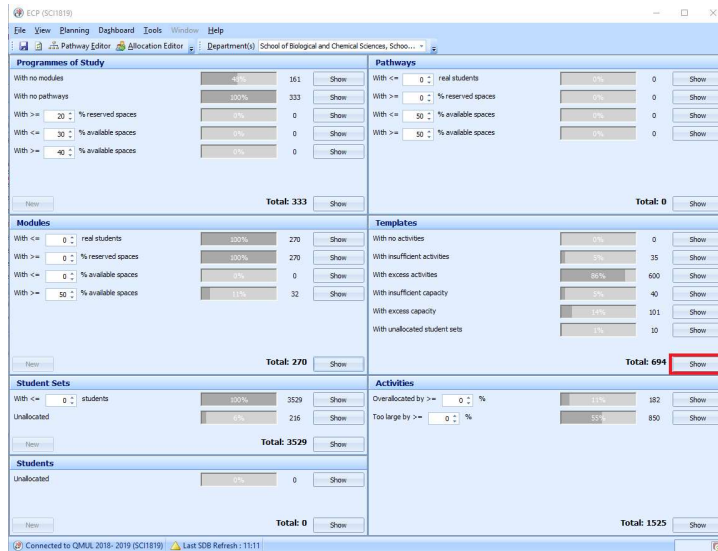 ECP (SCI1819)
File View Planning Dashboard Tools Window Help
Pathway Editor Allocation Editor Department(s) School of Biological and Chemical Sciences, Schoo...
Programmes of Study
With no modules 48% 161 Show
With no pathways 100% 333 Show
With >= 20 % reserved spaces 0% 0 Show
With <= 30 % available spaces 0% 0 Show
With >= 40 % available spaces 0% 0 Show
New Total: 333 Show
Pathways
With <= 0 real students 0% 0 Show
With >= 0 % reserved spaces 0% 0 Show
With <= 50 % available spaces 0% 0 Show
With >= 50 % available spaces 0% 0 Show
Total: 0 Show
Modules
With <= 0 real students 100% 270 Show
With >= 0 % reserved spaces 100% 270 Show
With <= 0 % available spaces 0% 0 Show
With >= 50 % available spaces 11% 32 Show
New Total: 270 Show
Templates
With no activities 0% 0 Show
With insufficient activities 5% 35 Show
With excess activities 86% 600 Show
With insufficient capacity 5% 40 Show
With excess capacity 14% 101 Show
With unallocated student sets 1% 10 Show
Total: 694 Show
Student Sets
With <= 0 students 100% 3529 Show
Unallocated 6% 216 Show
New Total: 3529 Show
Students
Unallocated 0% 0 Show
New Total: 0 Show
Activities
Overallocated by >= 0 % 11% 182 Show
Too large by >= 0 % 55% 850 Show
Total: 1525 Show
Connected to QMUL 2018- 2019 (SCI1819) Last SDB Refresh : 11:11